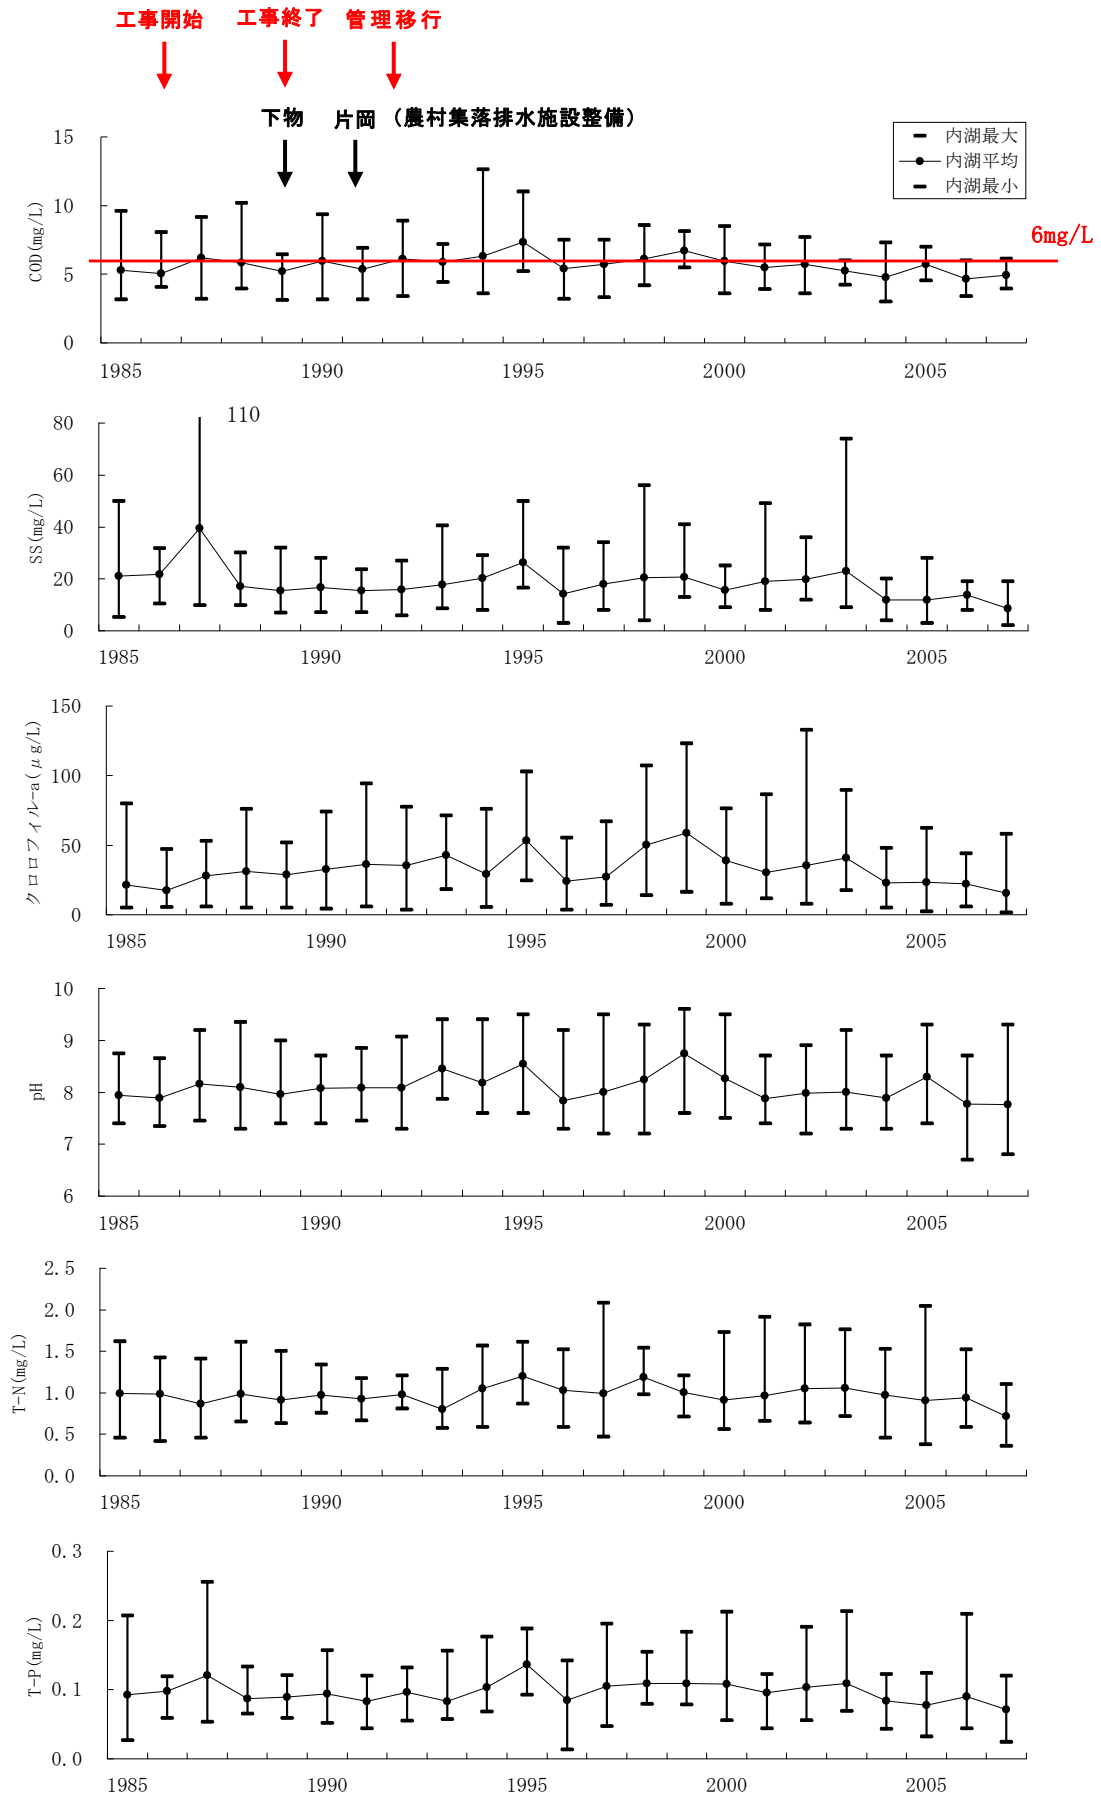 工事開始 工事終了 管理移行
下物 片岡 (農村集落排水施設整備)
内湖最大
内湖平均
内湖最小
6mg/L
COD(mg/L)
15
10
5
0
1985 1990 1995 2000 2005
110
SS(mg/L)
80
60
40
20
0
1985 1990 1995 2000 2005
クロロフィル-a(μg/L)
150
100
50
0
1985 1990 1995 2000 2005
pH
10
9
8
7
6
1985 1990 1995 2000 2005
T-N(mg/L)
2.5
2.0
1.5
1.0
0.5
0.0
1985 1990 1995 2000 2005
T-P(mg/L)
0.3
0.2
0.1
0.0
1985 1990 1995 2000 2005